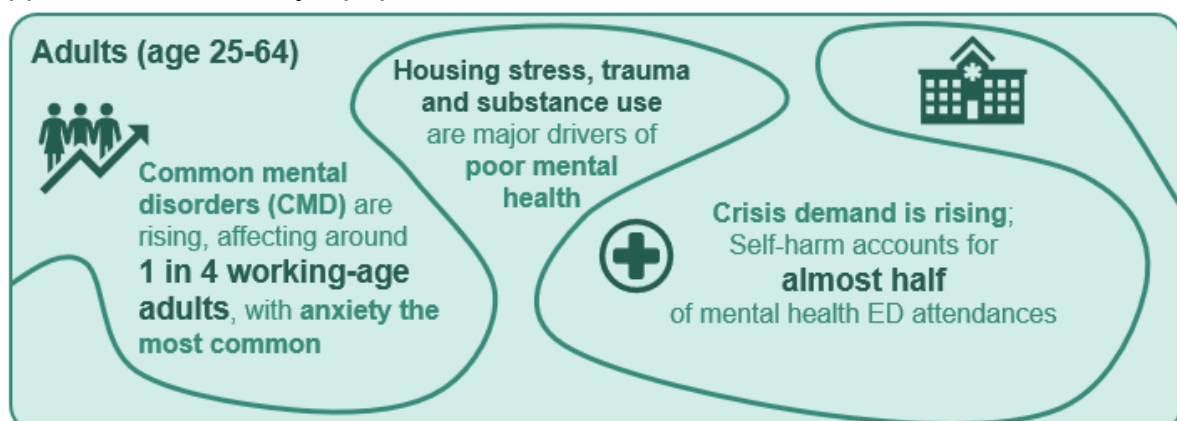 Adults (age 25-64)
Common mental
disorders (CMD) are
rising, affecting around
1 in 4 working-age
adults, with anxiety the
most common
Housing stress, trauma
and substance use
are major drivers of
poor mental
health
Crisis demand is rising;
Self-harm accounts for
almost half
of mental health ED attendances